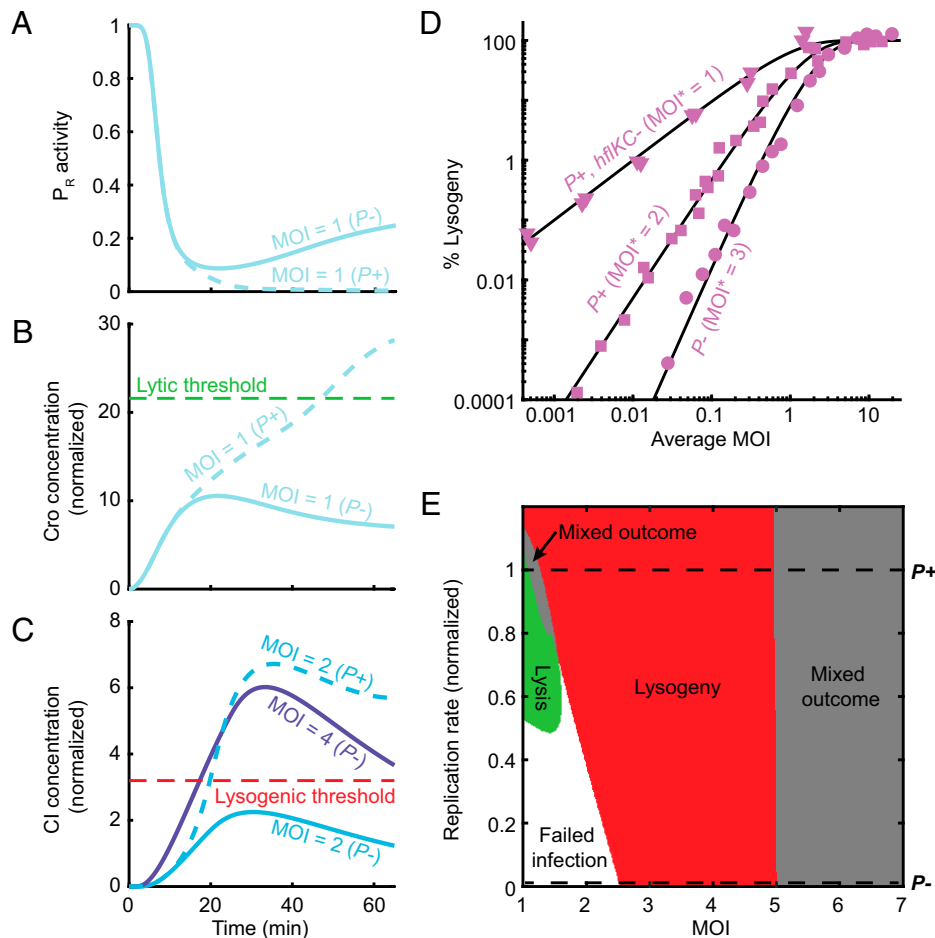 A
1
0.8
0.6
0.4
0.2
0
P_R activity
MOI = 1 (P-)
MOI = 1 (P+)
B
30
20
10
0
Cro concentration
(normalized)
Lytic threshold
MOI = 1 (P+)
MOI = 1 (P-)
C
8
6
4
2
0
CI concentration
(normalized)
MOI = 2 (P+)
MOI = 4 (P-)
Lysogenic threshold
MOI = 2 (P-)
0
20
40
60
Time (min)
D
100
1
0.01
0.0001
% Lysogeny
P+, hflKC- (MOI* = 1)
P+ (MOI* = 2)
P- (MOI* = 3)
0.001
0.01
0.1
1
10
Average MOI
E
1
0.8
0.6
0.4
0.2
0
Replication rate (normalized)
Mixed outcome
P+
Lysis
Lysogeny
Mixed
outcome
Failed
infection
P-
1
2
3
4
5
6
7
MOI